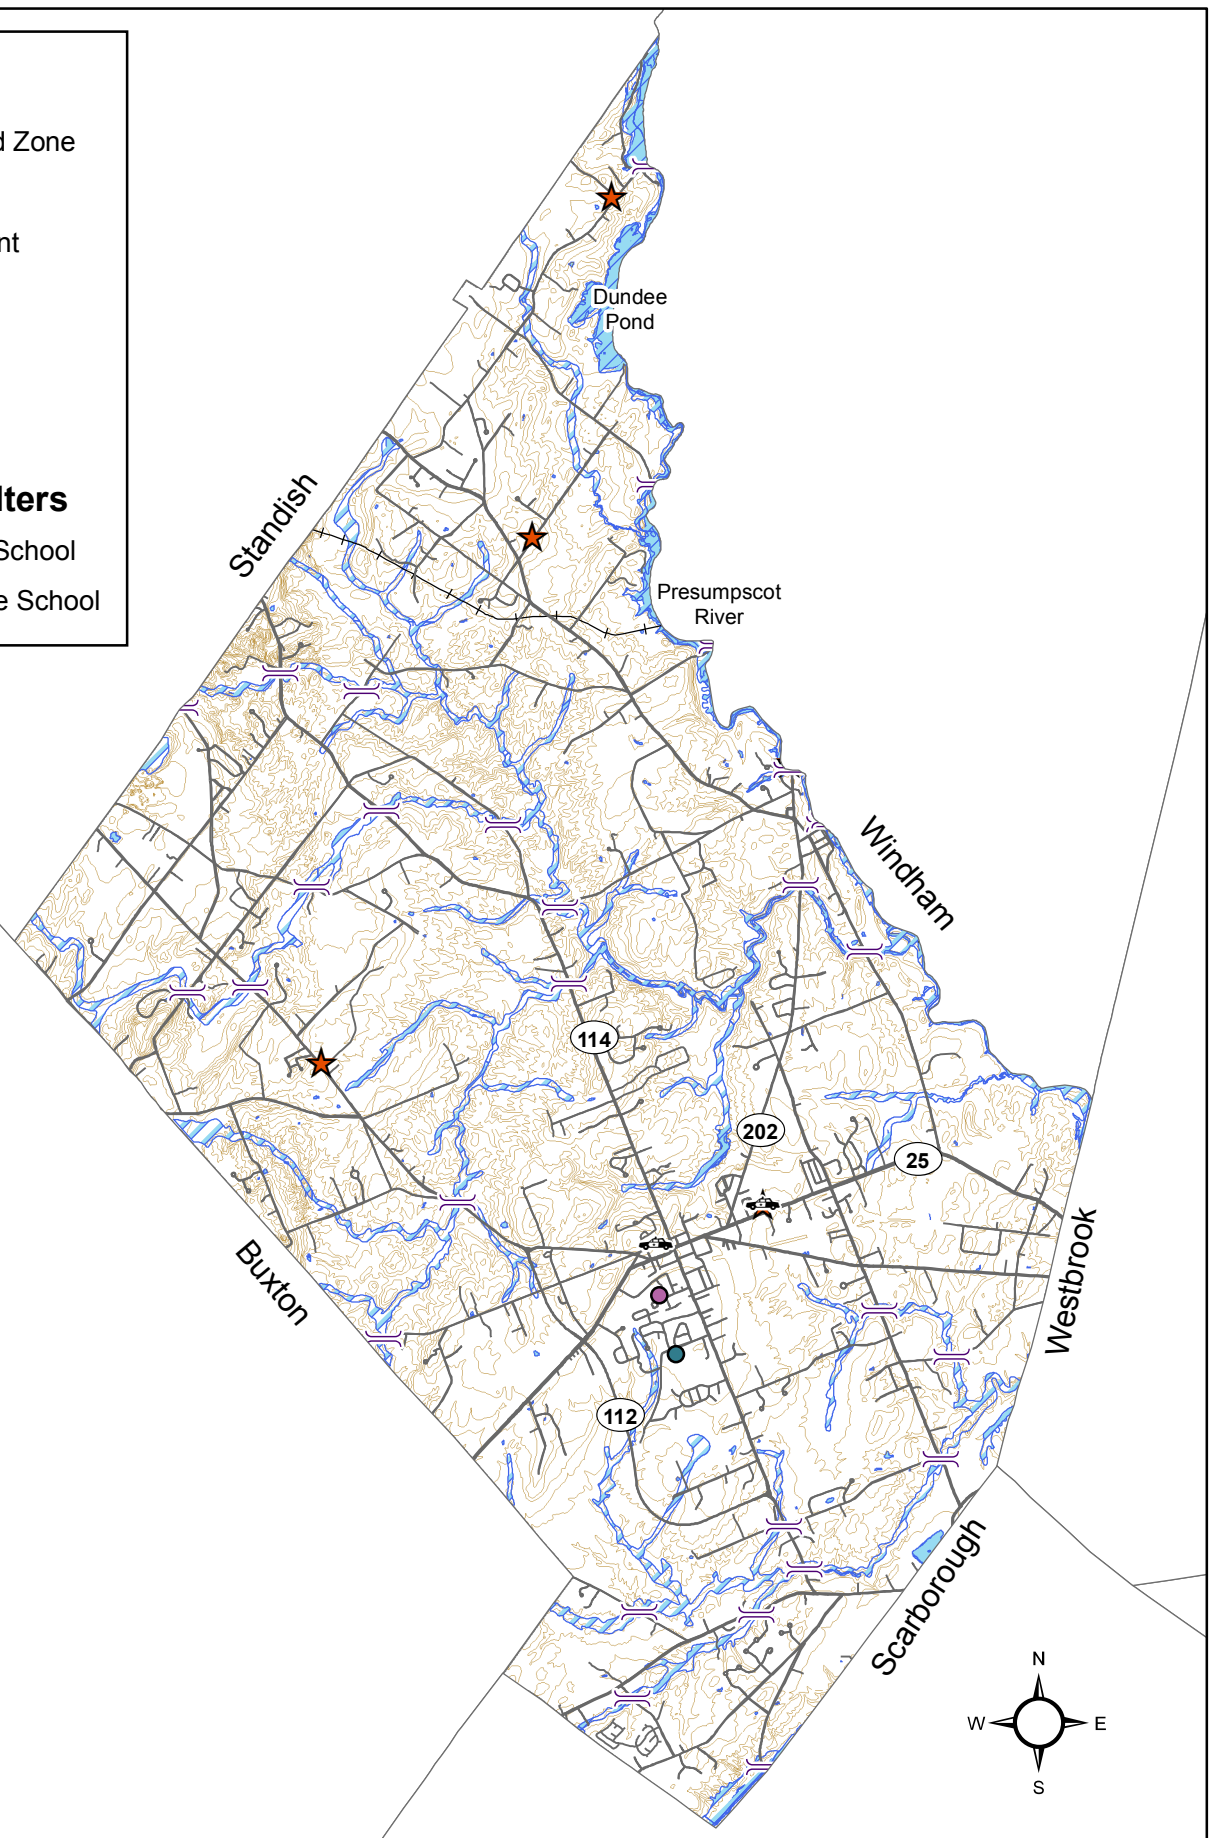 d Zone
nt
lters
School
e School
Dundee
Pond
Standish
Presumpscot
River
Windham
114
202
25
Buxton
Westbrook
112
Scarborough
N
W
E
S